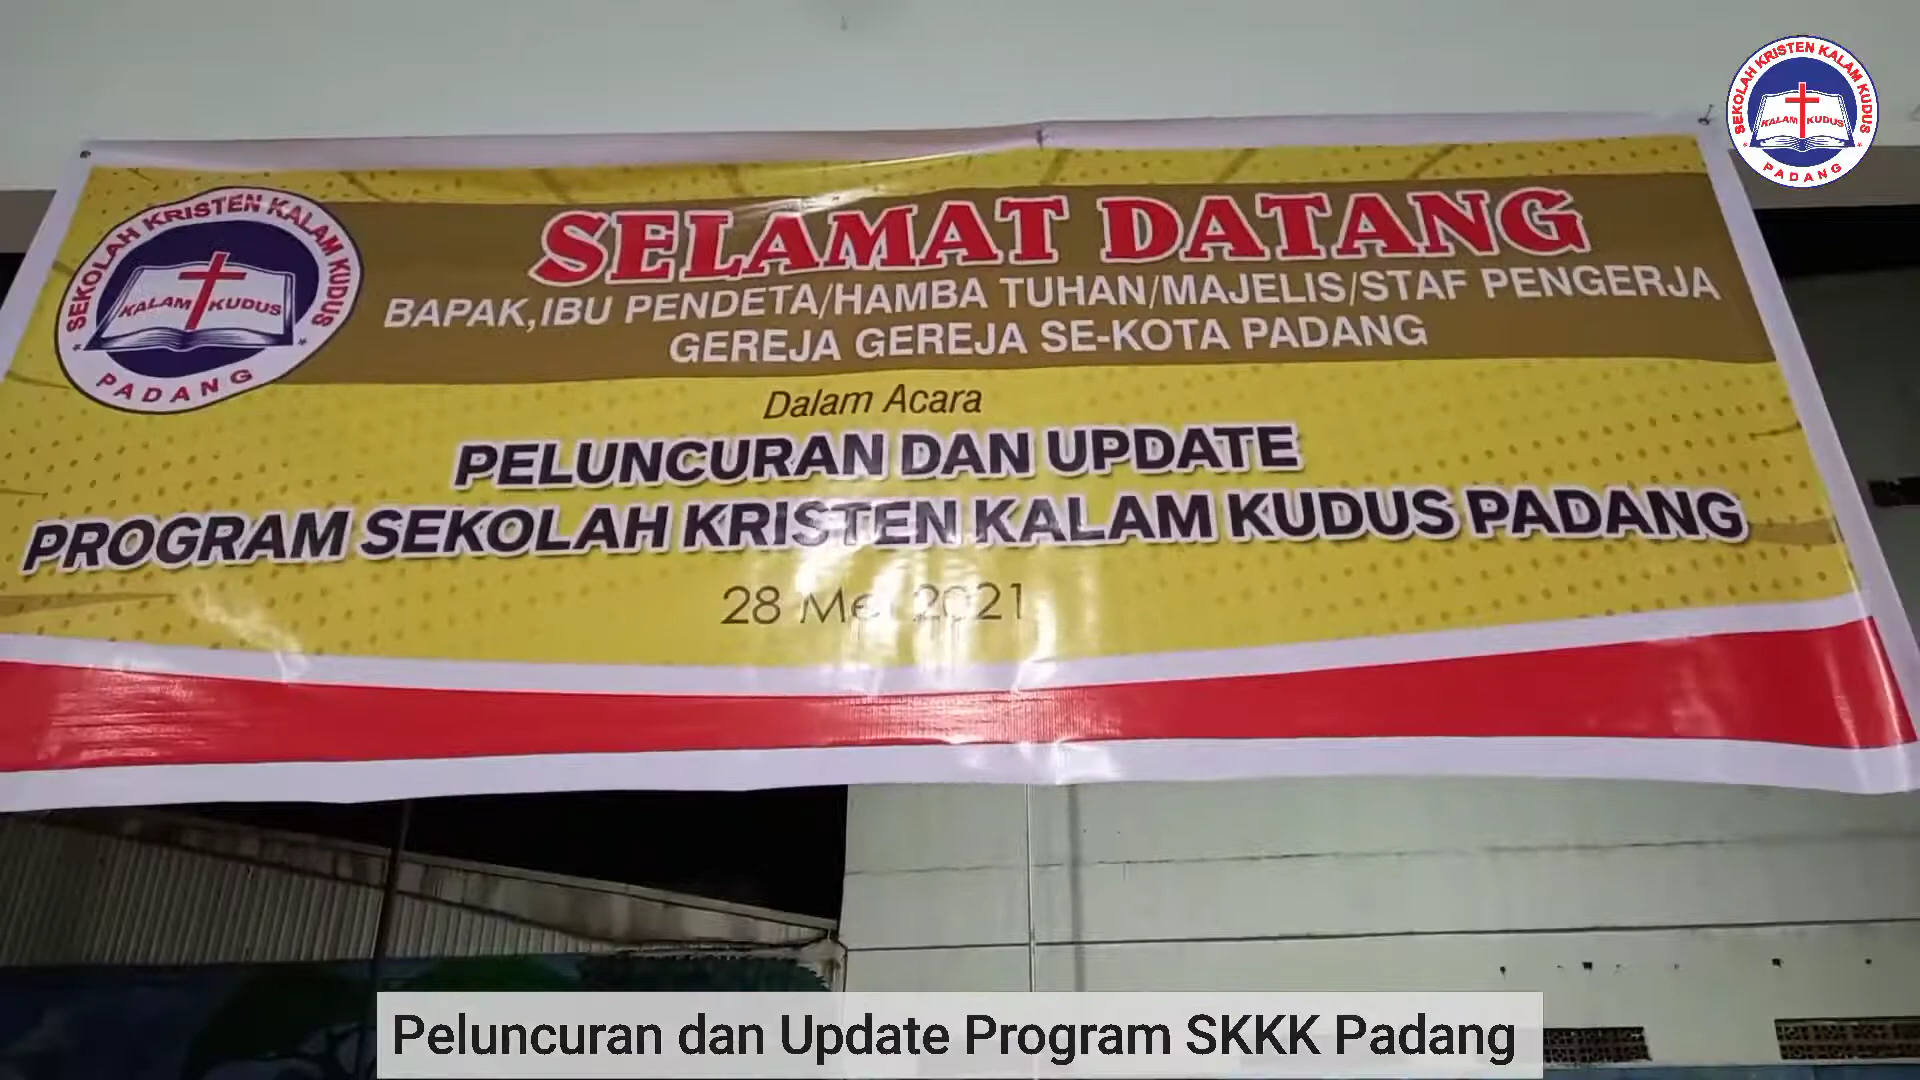 SEKOLAH KRISTEN KALAM KUDUS
KALAM KUDUS
PADANG
SEKOLAH KRISTEN KALAM KUDUS
KALAM KUDUS
PADANG
SELAMAT DATANG
BAPAK,IBU PENDETA/HAMBA TUHAN/MAJELIS/STAF PENGERJA
GEREJA GEREJA SE-KOTA PADANG
Dalam Acara
PELUNCURAN DAN UPDATE
PROGRAM SEKOLAH KRISTEN KALAM KUDUS PADANG
28 Mei 2021
Peluncuran dan Update Program SKKK Padang